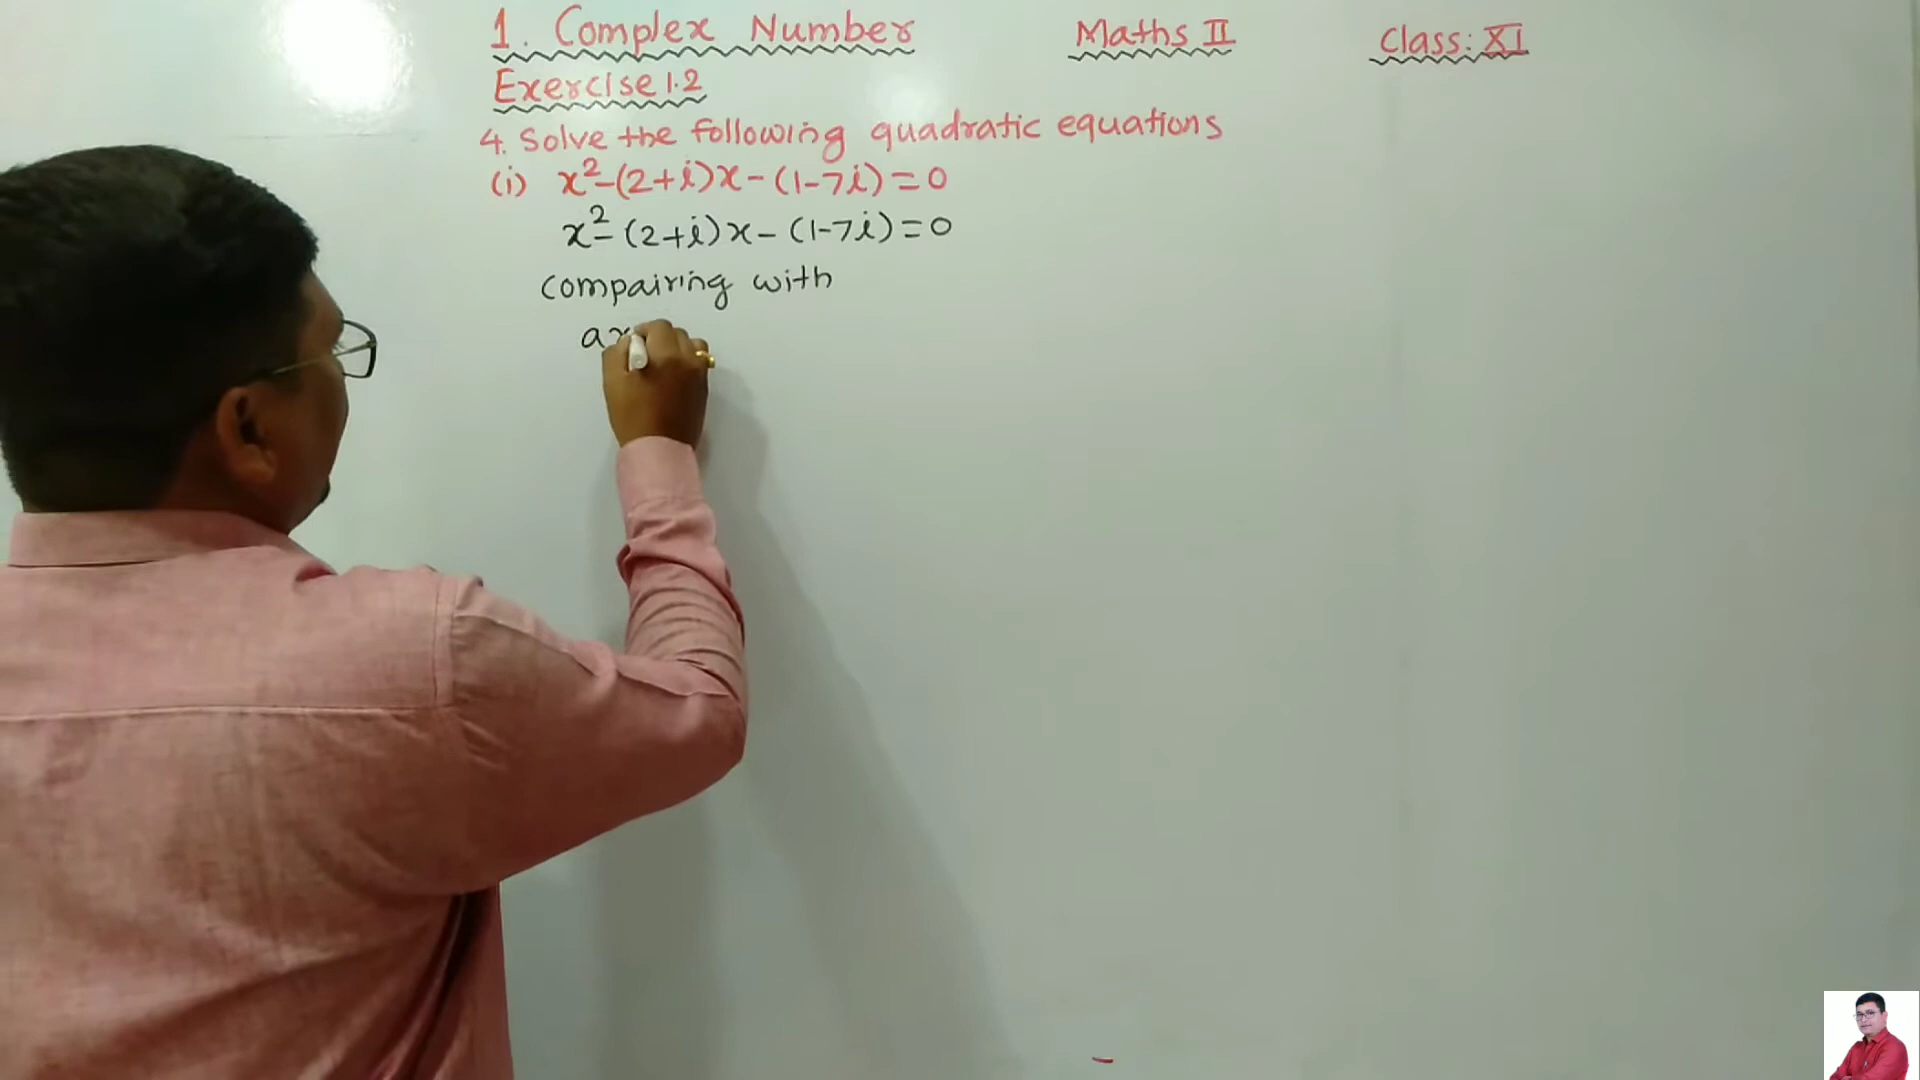 1. Complex Number Maths II Class: XI
Exercise 1.2
4. Solve the following quadratic equations
(i) x²-(2+i)x-(1-7i)=0
x²-(2+i)x-(1-7i)=0
compairing with
ax